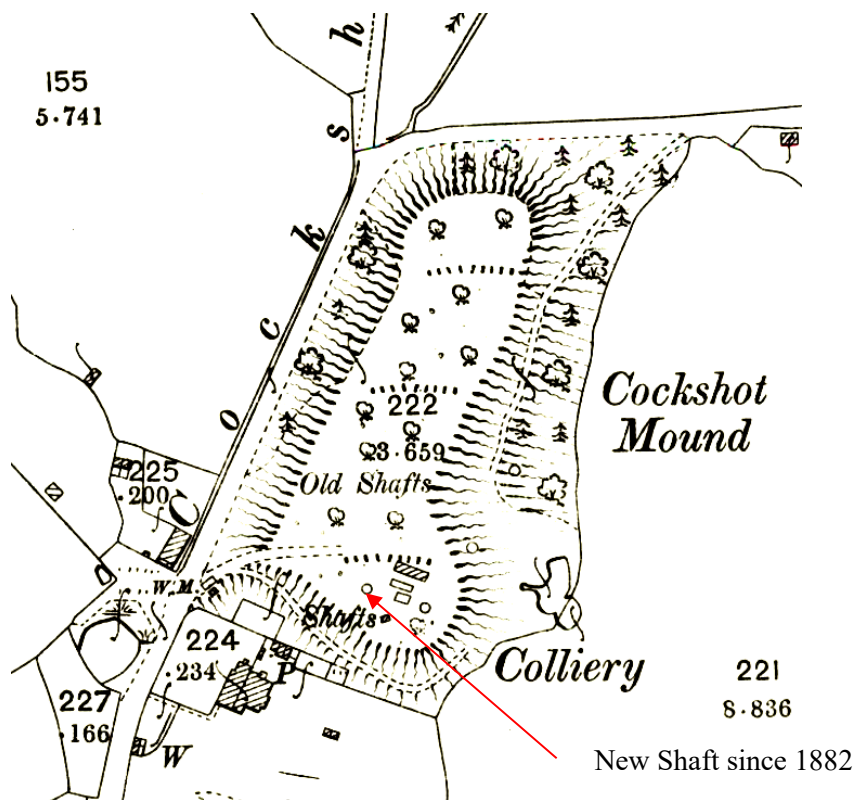 155
5.741
h
s
k
c
o
C
Cockshot
Mound
222
3.659
Old Shafts
225
.200
W.M.
Shafts
224
.234
P
227
.166
W
Colliery
221
8.836
New Shaft since 1882